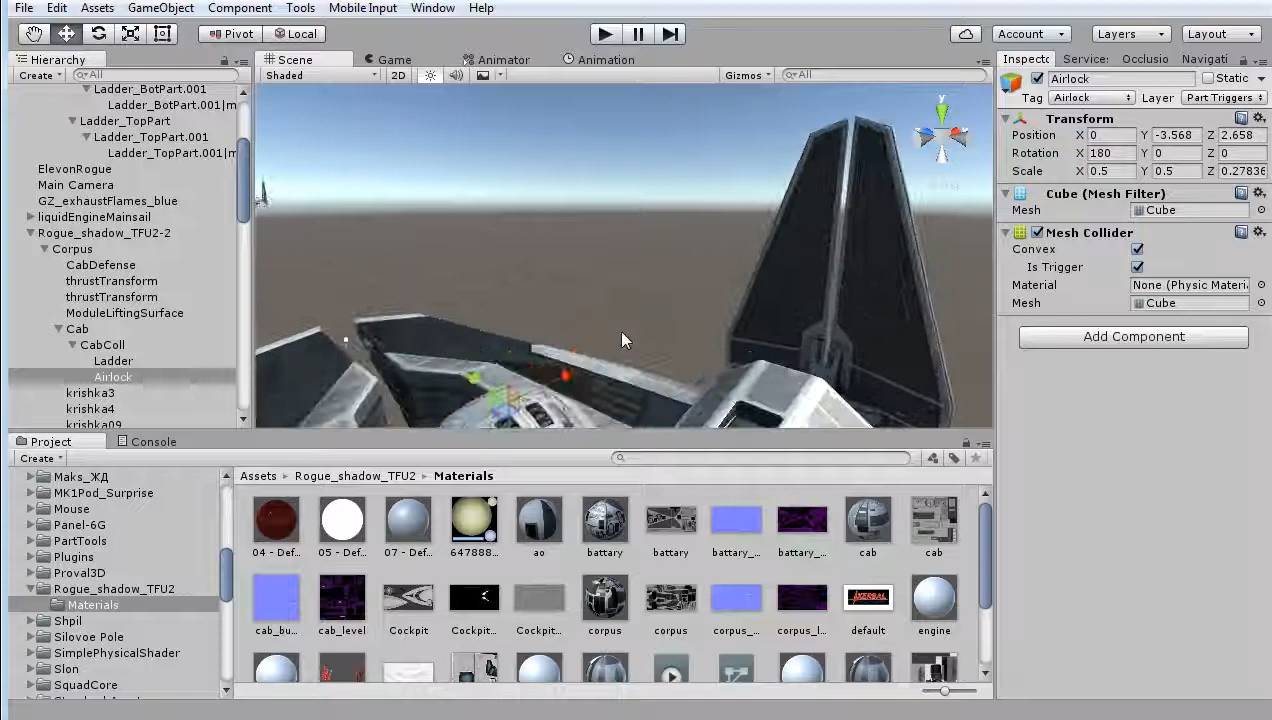 File Edit Assets GameObject Component Tools Mobile Input Window Help
Pivot Local Account Layers Layout
Hierarchy
Create All
Ladder_BotPart.001
Ladder_BotPart.001|m
Ladder_TopPart
Ladder_TopPart.001
Ladder_TopPart.001|m
ElevonRogue
Main Camera
GZ_exhaustFlames_blue
liquidEngineMainsail
Rogue_shadow_TFU2-2
Corpus
CabDefense
thrustTransform
thrustTransform
ModuleLiftingSurface
Cab
CabColl
Ladder
Airlock
krishka3
krishka4
krishka09
Scene Game Animator Animation
Shaded 2D Gizmos All
y
Inspecto Services Occlusio Navigati
Airlock Static
Tag Airlock Layer Part Triggers
Transform
Position X 0 Y -3.568 Z 2.658
Rotation X 180 Y 0 Z 0
Scale X 0.5 Y 0.5 Z 0.27836
Cube (Mesh Filter)
Mesh Cube
Mesh Collider
Convex
Is Trigger
Material None (Physic Materi
Mesh Cube
Add Component
Project Console
Create
Maks_ЖД
MK1Pod_Surprise
Mouse
Panel-6G
PartTools
Plugins
Proval3D
Rogue_shadow_TFU2
Materials
Shpil
Silovoe Pole
SimplePhysicalShader
Slon
SquadCore
Assets Rogue_shadow_TFU2 Materials
04 - Def... 05 - Def... 07 - Def... 647888... ao battary battary battary_... battary_... cab cab
cab_bu... cab_level Cockpit Cockpit... Cockpit... corpus corpus corpus_... corpus_l... default engine